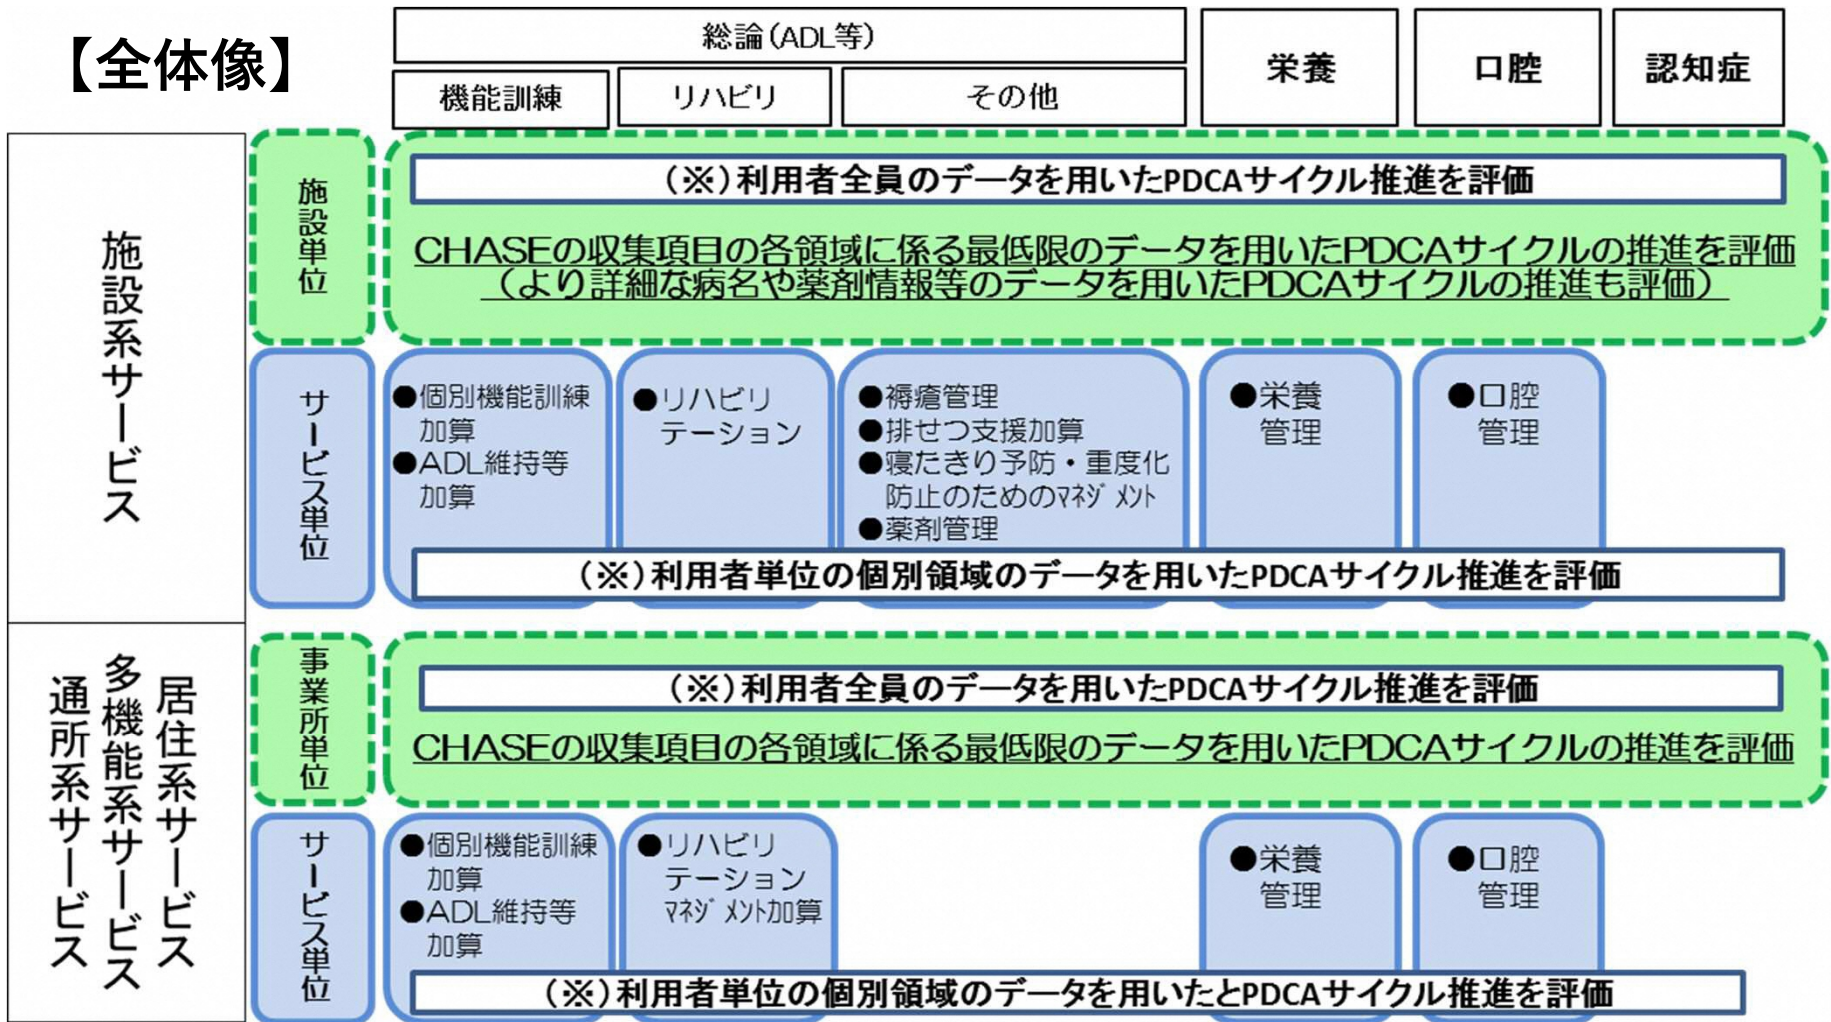 【全体像】
総論(ADL等)
機能訓練
リハビリ
その他
栄養
口腔
認知症
施設系サービス
施設単位
(※)利用者全員のデータを用いたPDCAサイクル推進を評価
CHASEの収集項目の各領域に係る最低限のデータを用いたPDCAサイクルの推進を評価
(より詳細な病名や薬剤情報等のデータを用いたPDCAサイクルの推進も評価)
サービス単位
●個別機能訓練
加算
●ADL維持等
加算
●リハビリ
テーション
●褥瘡管理
●排せつ支援加算
●寝たきり予防・重度化
防止のためのマネジメント
●薬剤管理
●栄養
管理
●口腔
管理
(※)利用者単位の個別領域のデータを用いたPDCAサイクル推進を評価
居住系サービス
多機能系サービス
通所系サービス
事業所単位
(※)利用者全員のデータを用いたPDCAサイクル推進を評価
CHASEの収集項目の各領域に係る最低限のデータを用いたPDCAサイクルの推進を評価
サービス単位
●個別機能訓練
加算
●ADL維持等
加算
●リハビリ
テーション
マネジメント加算
●栄養
管理
●口腔
管理
(※)利用者単位の個別領域のデータを用いたとPDCAサイクル推進を評価